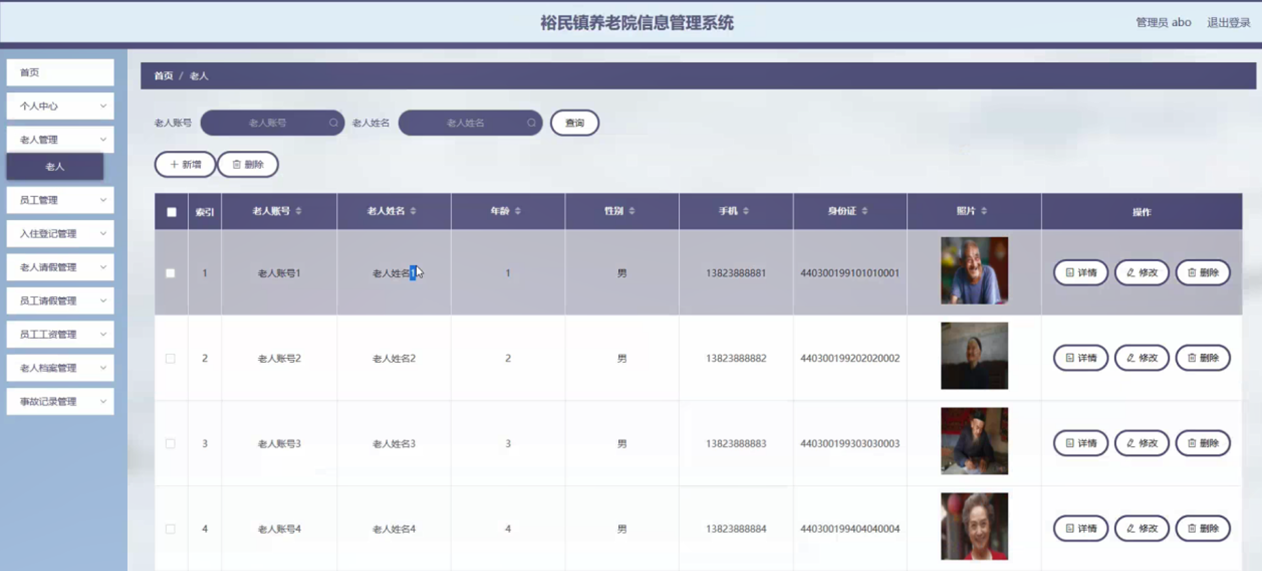 裕民镇养老院信息管理系统
管理员 abo 退出登录
首页
个人中心
老人管理
老人
员工管理
入住登记管理
老人请假管理
员工请假管理
员工工资管理
老人档案管理
事故记录管理
首页 / 老人
老人账号 老人账号 老人姓名 老人姓名 查询
+ 新增 删除
索引 老人账号 老人姓名 年龄 性别 手机 身份证 照片 操作
1 老人账号1 老人姓名1 1 男 13823888881 440300199101010001 详情 修改 删除
2 老人账号2 老人姓名2 2 男 13823888882 440300199202020002 详情 修改 删除
3 老人账号3 老人姓名3 3 男 13823888883 440300199303030003 详情 修改 删除
4 老人账号4 老人姓名4 4 男 13823888884 440300199404040004 详情 修改 删除